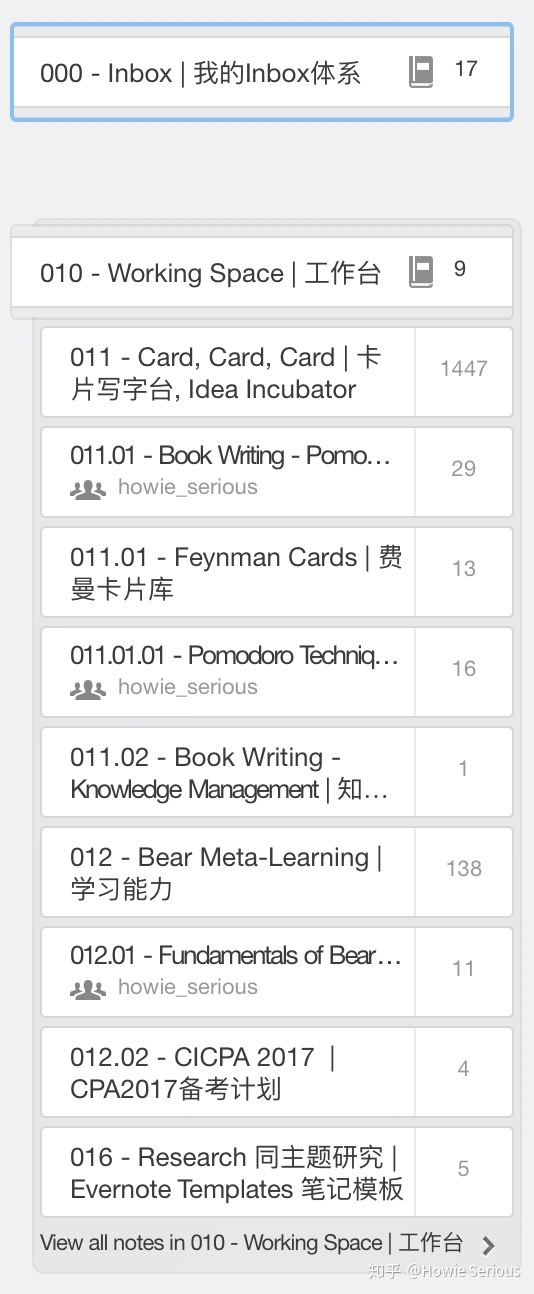 000 - Inbox | 我的Inbox体系 17
010 - Working Space | 工作台 9
011 - Card, Card, Card | 卡
片写字台, Idea Incubator
1447
011.01 - Book Writing - Pomo…
howie_serious
29
011.01 - Feynman Cards | 费
曼卡片库
13
011.01.01 - Pomodoro Techniq…
howie_serious
16
011.02 - Book Writing -
Knowledge Management | 知…
1
012 - Bear Meta-Learning |
学习能力
138
012.01 - Fundamentals of Bear…
howie_serious
11
012.02 - CICPA 2017 |
CPA2017备考计划
4
016 - Research 同主题研究 |
Evernote Templates 笔记模板
5
View all notes in 010 - Working Space | 工作台
知乎 @Howie Serious